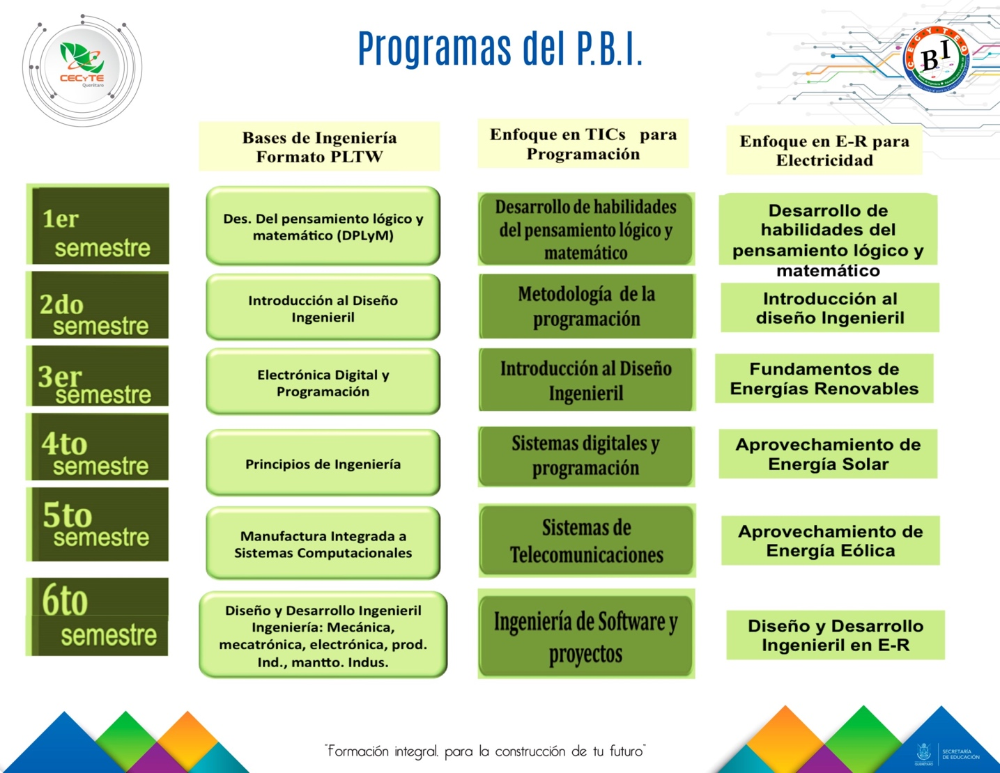 Programas del P.B.I.
CECyTE
Querétaro
CECYTEQ
BI
Bases de Ingeniería
Formato PLTW
Enfoque en TICs para
Programación
Enfoque en E-R para
Electricidad
1er
semestre
Des. Del pensamiento lógico y
matemático (DPLyM)
Desarrollo de habilidades
del pensamiento lógico y
matemático
Desarrollo de
habilidades del
pensamiento lógico y
matemático
2do
semestre
Introducción al Diseño
Ingenieril
Metodología de la
programación
Introducción al
diseño Ingenieril
3er
semestre
Electrónica Digital y
Programación
Introducción al Diseño
Ingenieril
Fundamentos de
Energías Renovables
4to
semestre
Principios de Ingeniería
Sistemas digitales y
programación
Aprovechamiento de
Energía Solar
5to
semestre
Manufactura Integrada a
Sistemas Computacionales
Sistemas de
Telecomunicaciones
Aprovechamiento de
Energía Eólica
6to
semestre
Diseño y Desarrollo Ingenieril
Ingeniería: Mecánica,
mecatrónica, electrónica, prod.
Ind., mantto. Indus.
Ingeniería de Software y
proyectos
Diseño y Desarrollo
Ingenieril en E-R
"Formación integral, para la construcción de tu futuro"
QUERÉTARO
SECRETARÍA
DE EDUCACIÓN